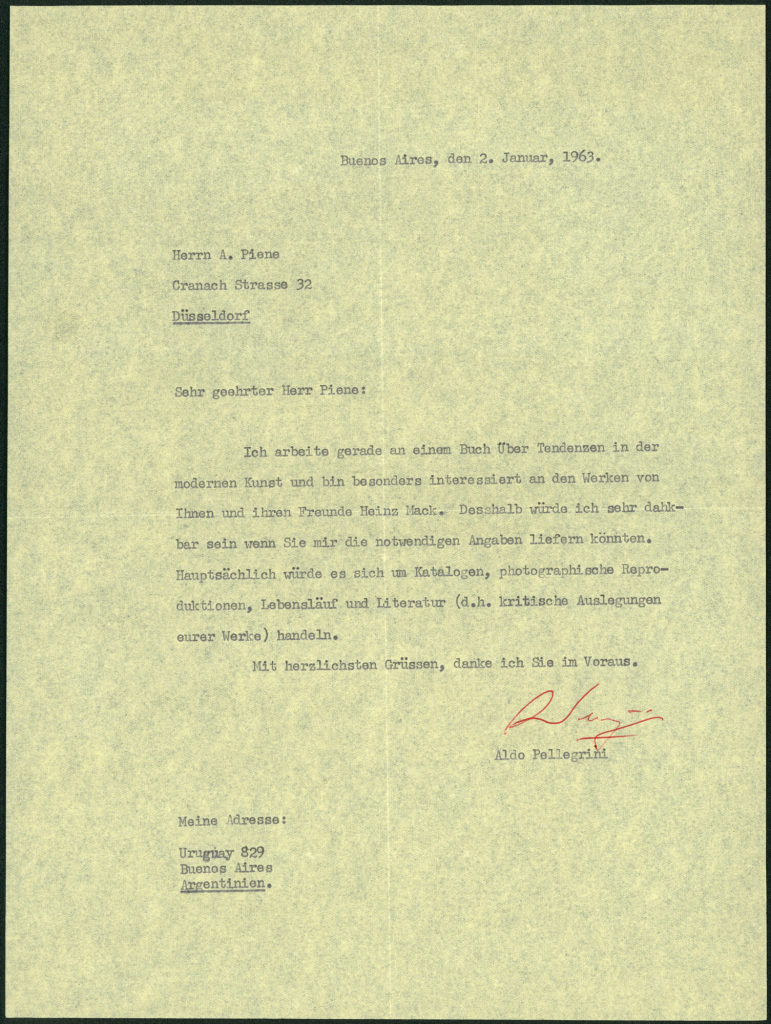 Buenos Aires, den 2. Januar, 1963.
Herrn A. Piene
Cranach Strasse 32
Düsseldorf
Sehr geehrter Herr Piene:
Ich arbeite gerade an einem Buch Über Tendenzen in der
modernen Kunst und bin besonders interessiert an den Werken von
Ihnen und ihren Freunde Heinz Mack. Desshalb würde ich sehr dahk-
bar sein wenn Sie mir die notwendigen Angaben liefern könnten.
Hauptsächlich würde es sich um Katalogen, photographische Repro-
duktionen, Lebensläuf und Literatur (d.h. kritische Auslegungen
eurer Werke) handeln.
Mit herzlichsten Grüssen, danke ich Sie im Voraus.
Aldo Pellegrini
Meine Adresse:
Uruguay 829
Buenos Aires
Argentinien.